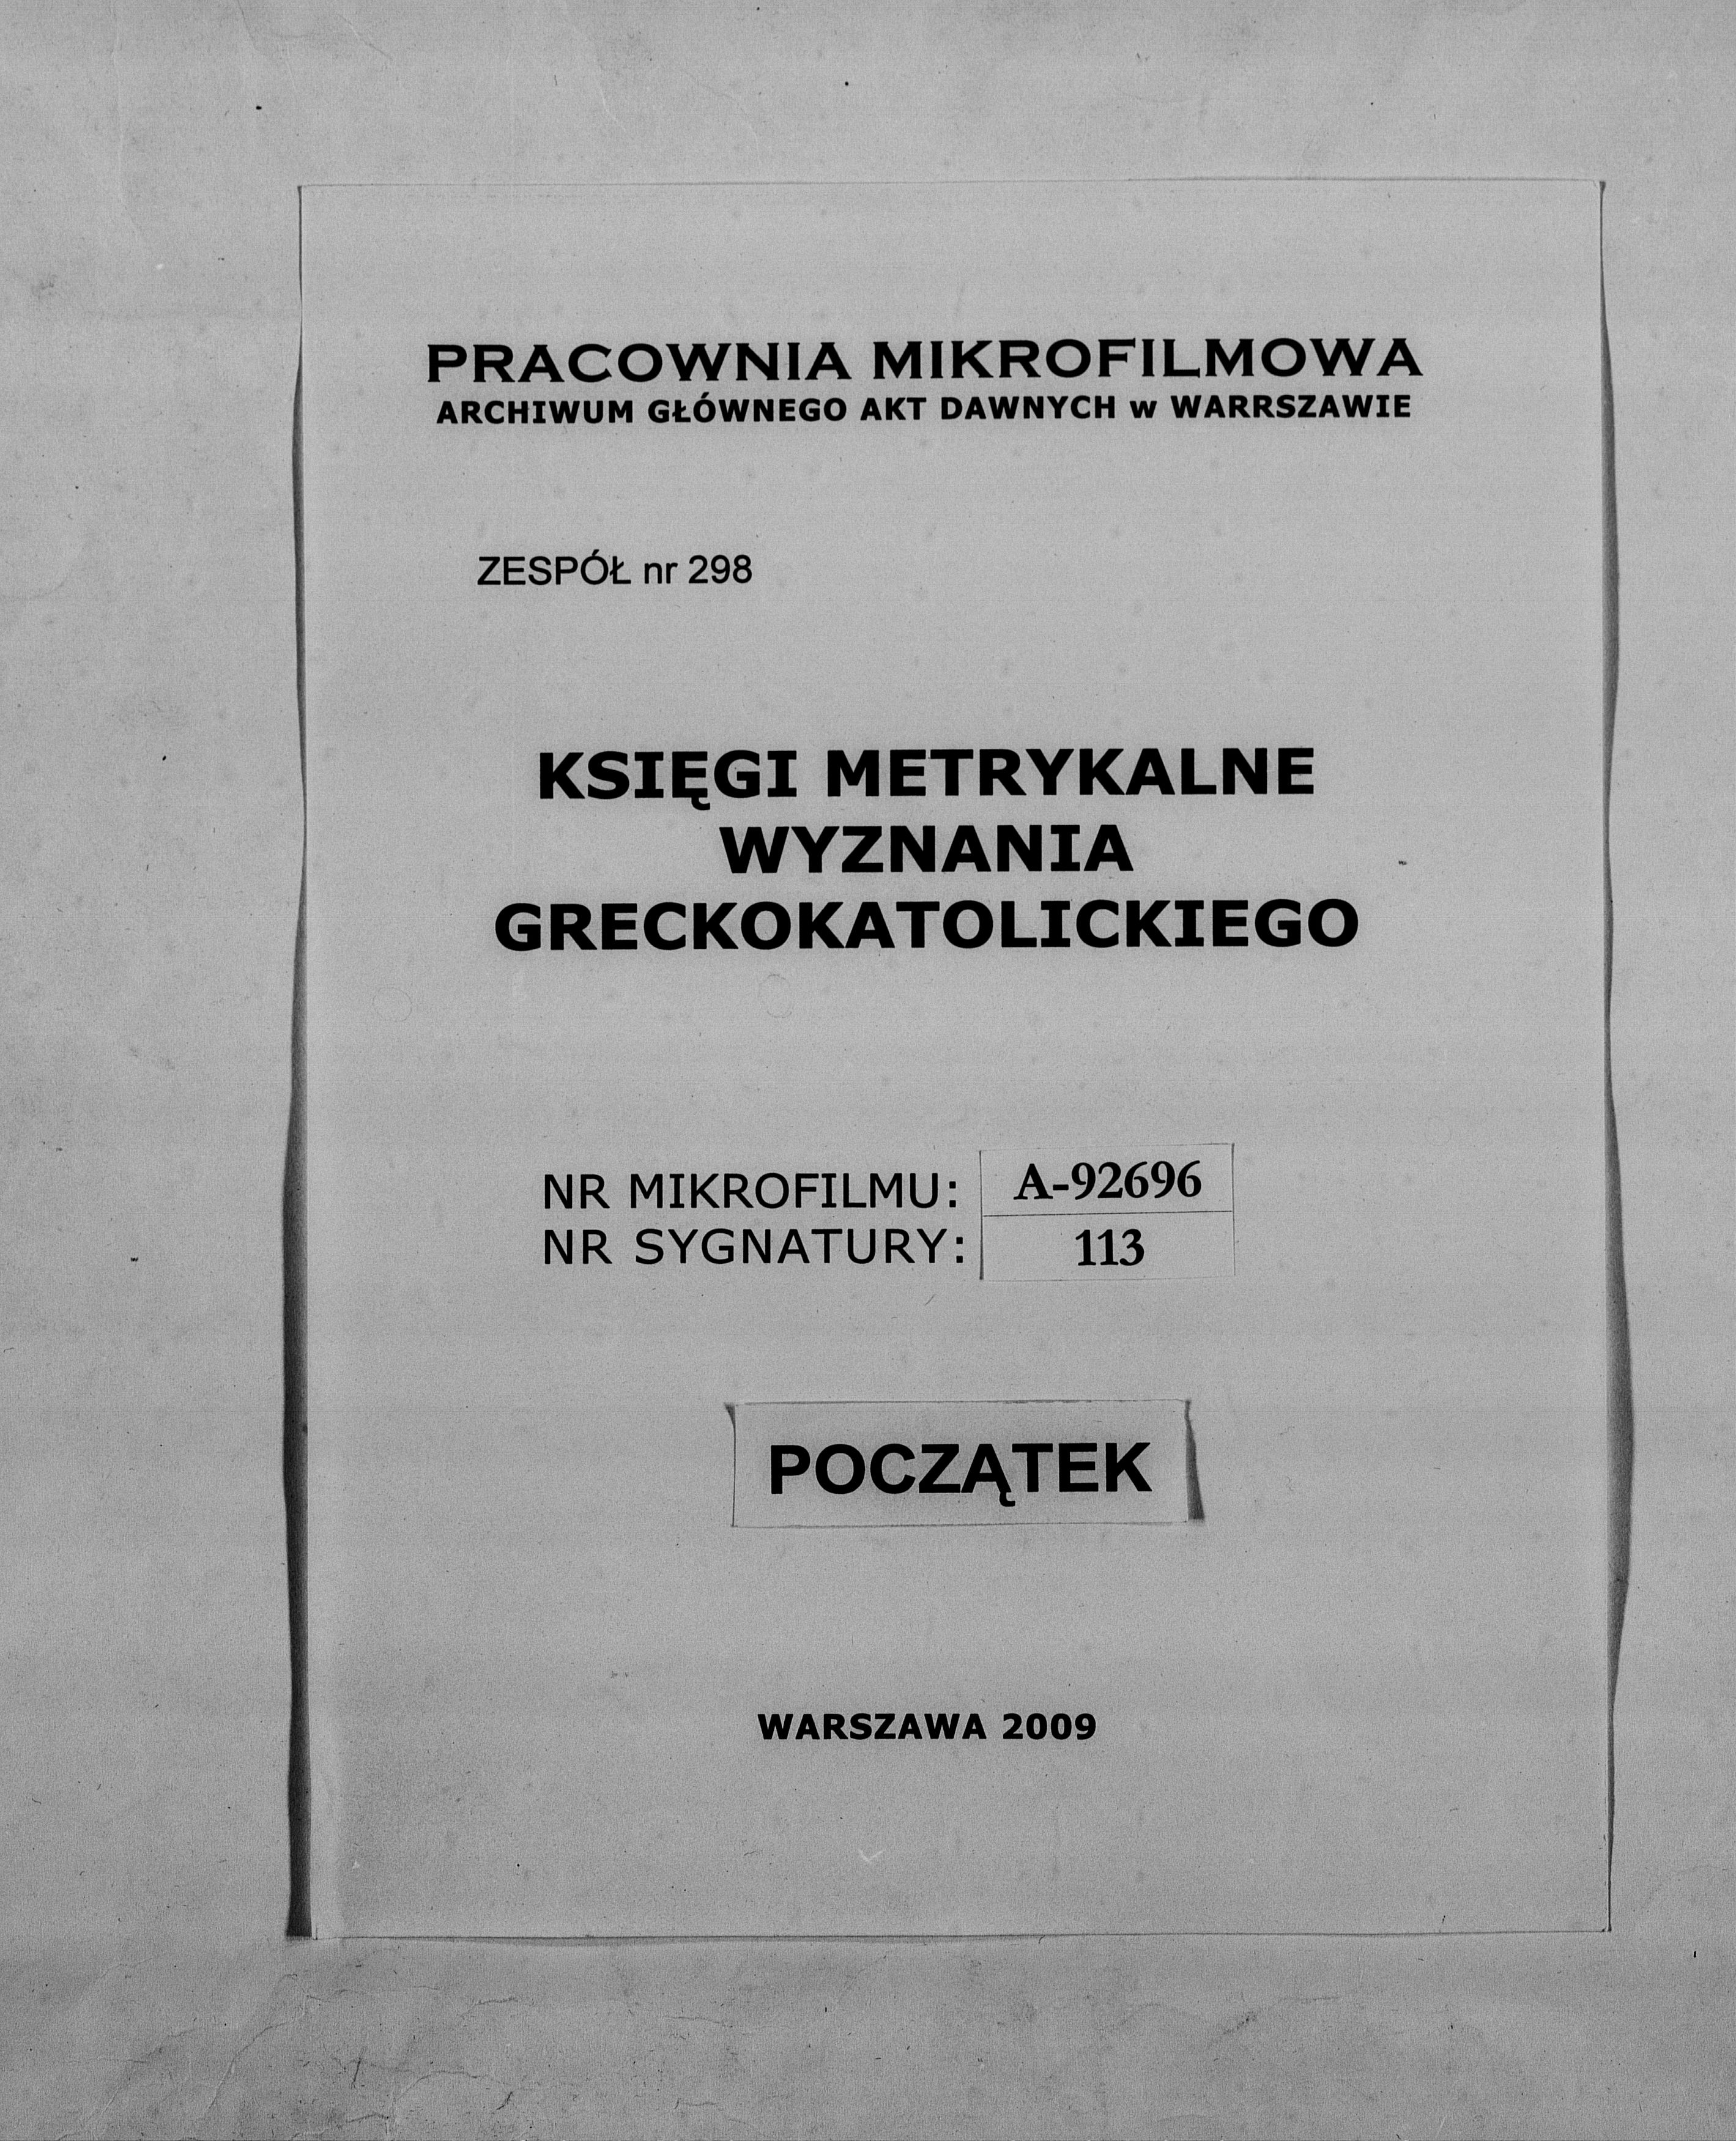 PRACOWNIA MIKROFILMOWA
ARCHIWUM GŁÓWNEGO AKT DAWNYCH w WARRSZAWIE
ZESPÓŁ nr 298
KSIĘGI METRYKALNE
WYZNANIA
GRECKOKATOLICKIEGO
NR MIKROFILMU: A-92696
NR SYGNATURY: 113
POCZĄTEK
WARSZAWA 2009